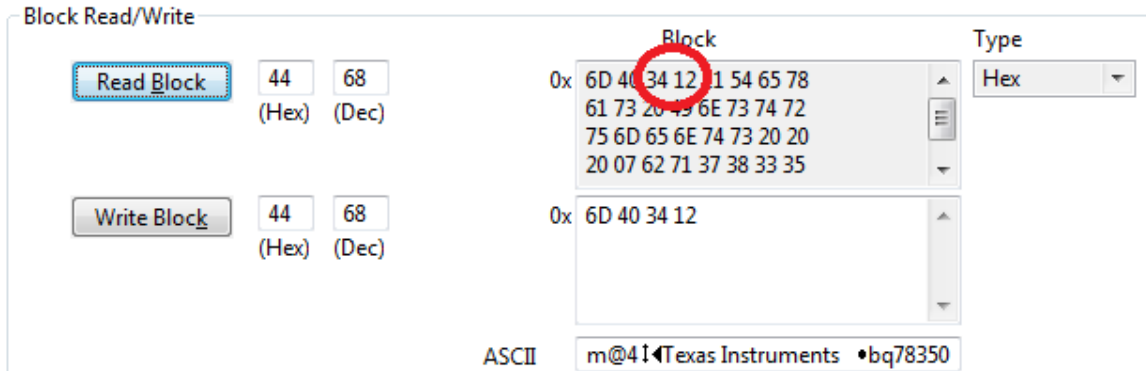 Block Read/Write
Block
Type
Read Block
44
68
0x
6D 40 34 12 11 54 65 78
Hex
(Hex)
(Dec)
61 73 20 49 6E 73 74 72
75 6D 65 6E 74 73 20 20
20 07 62 71 37 38 33 35
Write Block
44
68
0x
6D 40 34 12
(Hex)
(Dec)
ASCII
m@4↕◄Texas Instruments •bq78350